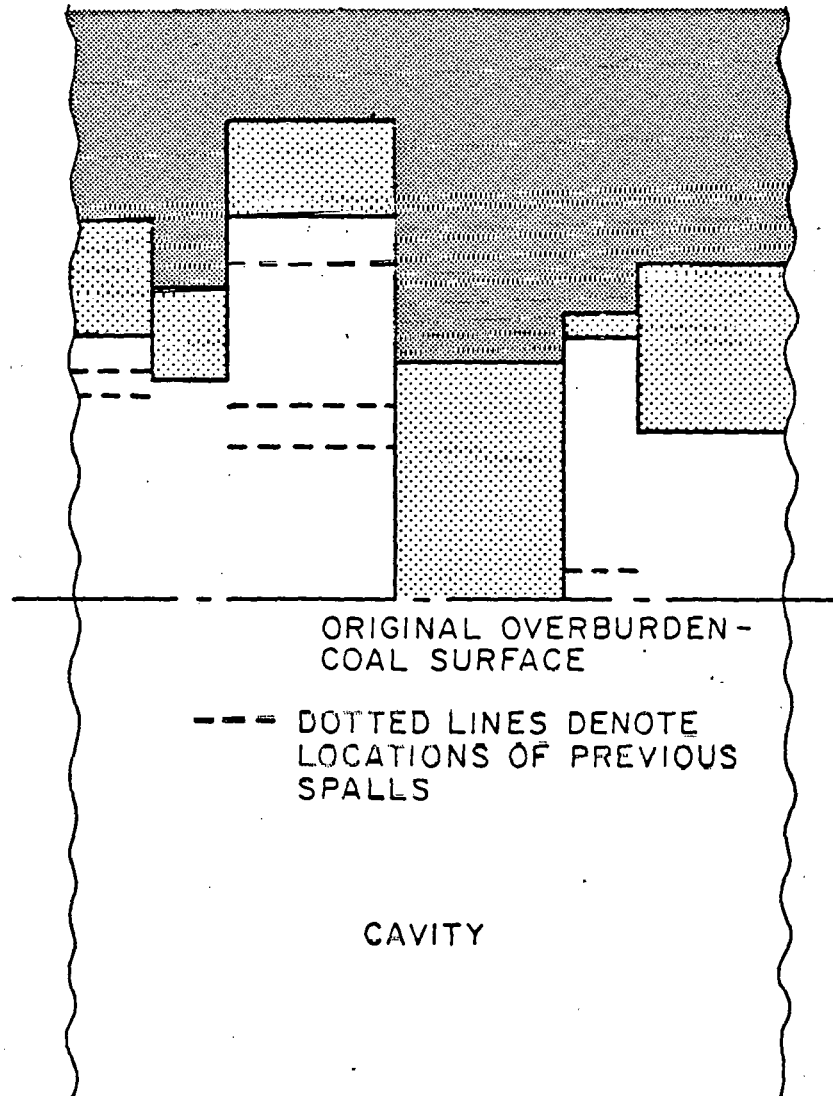 ORIGINAL OVERBURDEN-
COAL SURFACE
DOTTED LINES DENOTE
LOCATIONS OF PREVIOUS
SPALLS
CAVITY